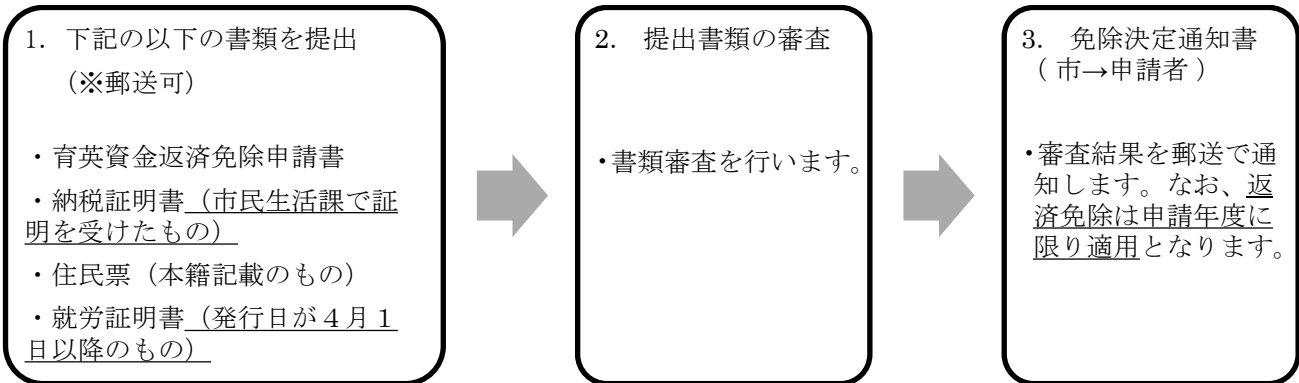 1. 下記の以下の書類を提出
（※郵送可）
・育英資金返済免除申請書
・納税証明書（市民生活課で証
明を受けたもの）
・住民票（本籍記載のもの）
・就労証明書（発行日が４月１
日以降のもの）
2. 提出書類の審査
・書類審査を行います。
3. 免除決定通知書
（ 市→申請者 ）
・審査結果を郵送で通
知します。なお、返
済免除は申請年度に
限り適用となります。